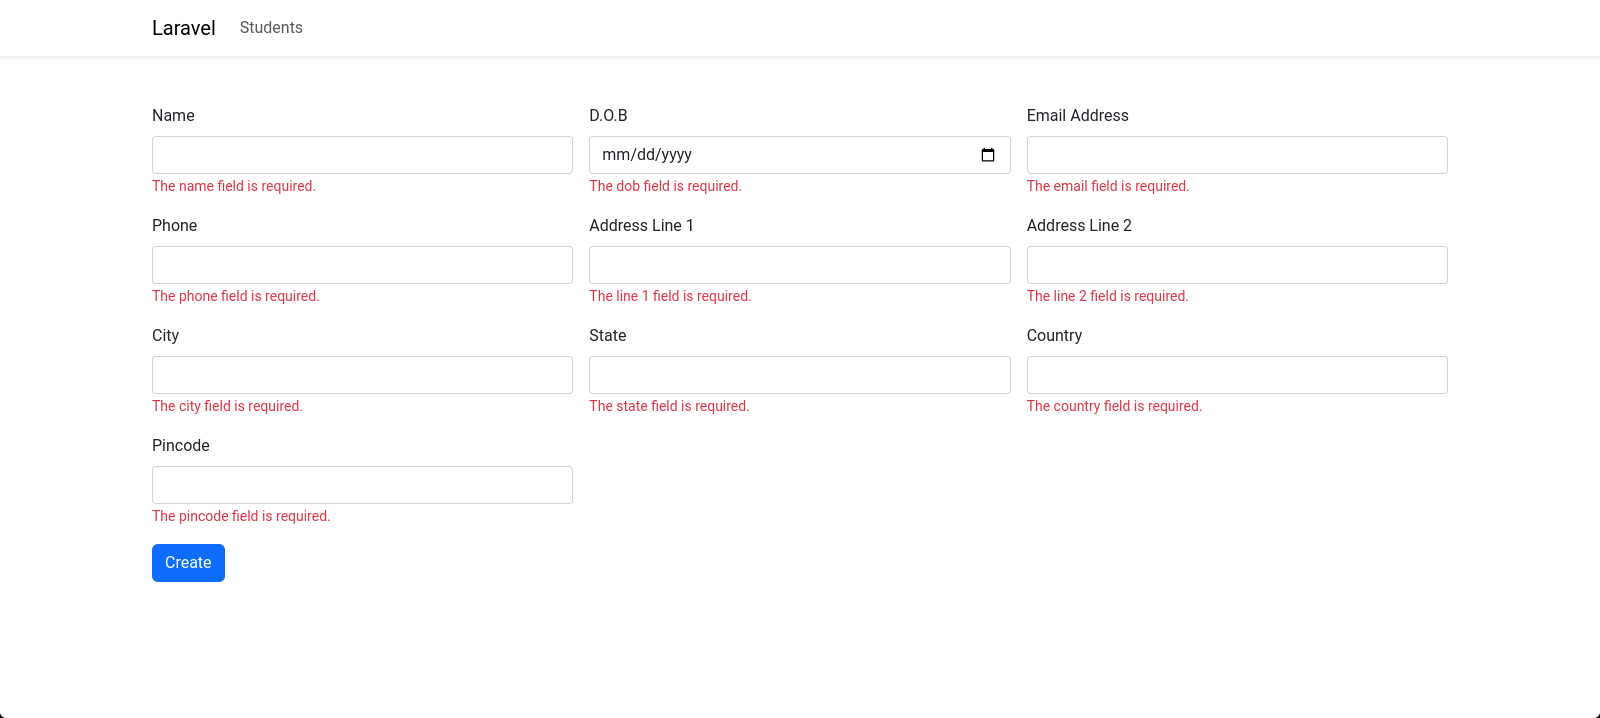 Laravel Students
Name D.O.B Email Address
mm/dd/yyyy
The name field is required. The dob field is required. The email field is required.
Phone Address Line 1 Address Line 2
The phone field is required. The line 1 field is required. The line 2 field is required.
City State Country
The city field is required. The state field is required. The country field is required.
Pincode
The pincode field is required.
Create